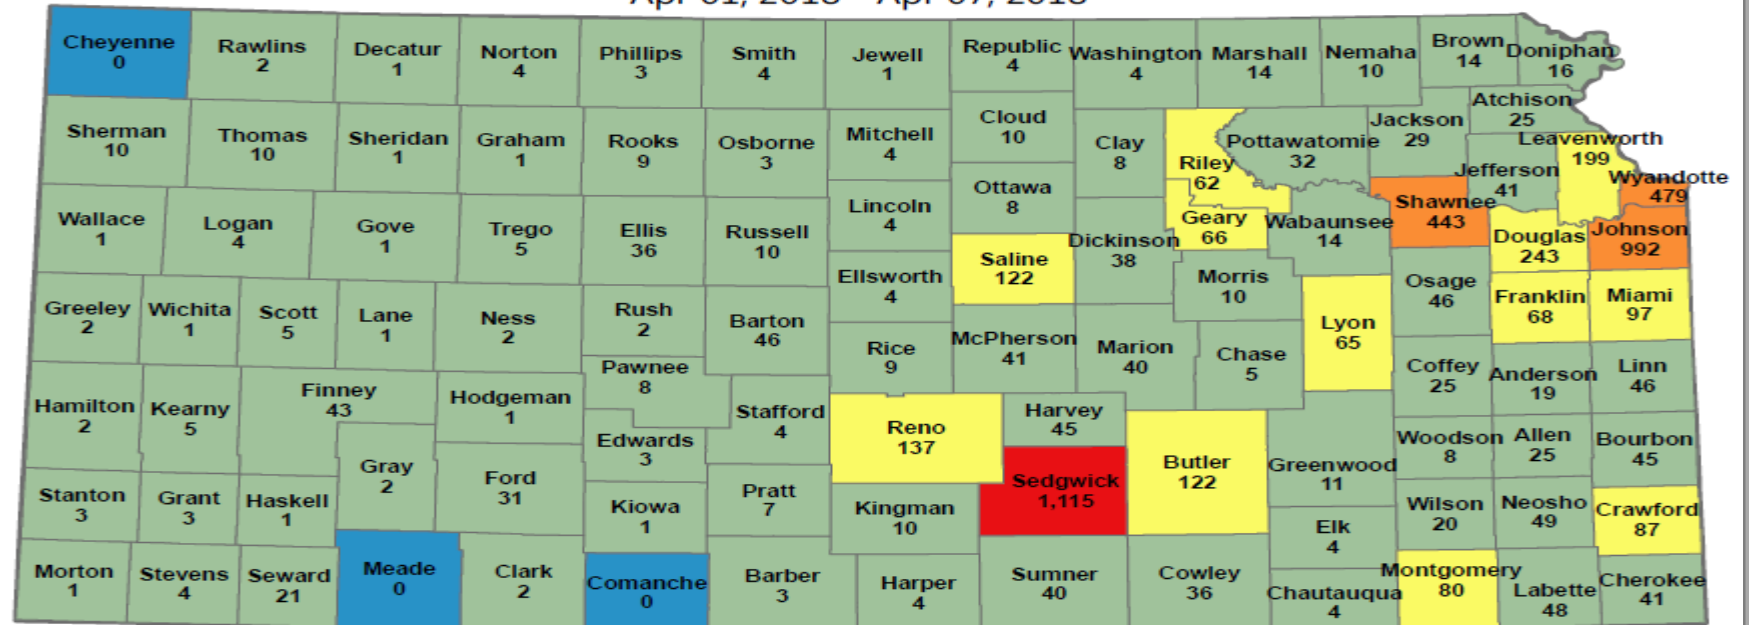 Apr 01, 2018 - Apr 07, 2018
Cheyenne
0
Rawlins
2
Decatur
1
Norton
4
Phillips
3
Smith
4
Jewell
1
Republic
4
Washington
4
Marshall
14
Nemaha
10
Brown
14
Doniphan
16
Sherman
10
Thomas
10
Sheridan
1
Graham
1
Rooks
9
Osborne
3
Mitchell
4
Cloud
10
Clay
8
Riley
62
Pottawatomie
32
Jackson
29
Atchison
25
Jefferson
41
Leavenworth
199
Wyandotte
479
Wallace
1
Logan
4
Gove
1
Trego
5
Ellis
36
Russell
10
Lincoln
4
Ottawa
8
Saline
122
Dickinson
38
Geary
66
Wabaunsee
14
Shawnee
443
Douglas
243
Johnson
992
Ellsworth
4
Morris
10
Osage
46
Franklin
68
Miami
97
Greeley
2
Wichita
1
Scott
5
Lane
1
Ness
2
Rush
2
Barton
46
Rice
9
McPherson
41
Marion
40
Chase
5
Lyon
65
Coffey
25
Anderson
19
Linn
46
Hamilton
2
Kearny
5
Finney
43
Hodgeman
1
Pawnee
8
Stafford
4
Edwards
3
Reno
137
Harvey
45
Sedgwick
1,115
Butler
122
Greenwood
11
Woodson
8
Allen
25
Bourbon
45
Stanton
3
Grant
3
Haskell
1
Gray
2
Ford
31
Kiowa
1
Pratt
7
Kingman
10
Elk
4
Wilson
20
Neosho
49
Crawford
87
Morton
1
Stevens
4
Seward
21
Meade
0
Clark
2
Comanche
0
Barber
3
Harper
4
Sumner
40
Cowley
36
Chautauqua
4
Montgomery
80
Labette
48
Cherokee
41